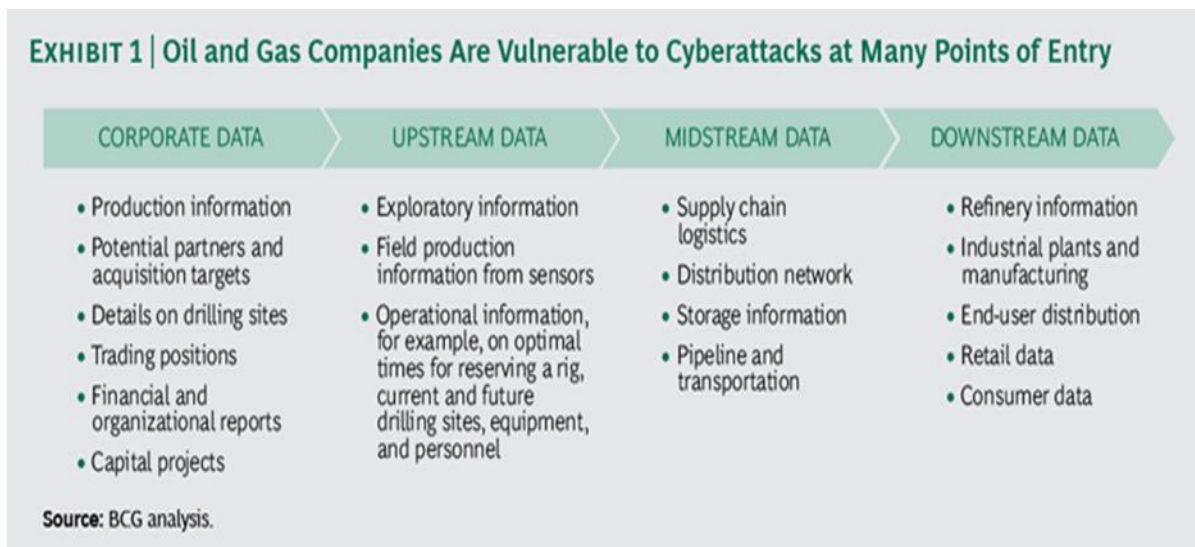 EXHIBIT 1 | Oil and Gas Companies Are Vulnerable to Cyberattacks at Many Points of Entry
CORPORATE DATA
• Production information
• Potential partners and
acquisition targets
• Details on drilling sites
• Trading positions
• Financial and
organizational reports
• Capital projects
UPSTREAM DATA
• Exploratory information
• Field production
information from sensors
• Operational information,
for example, on optimal
times for reserving a rig,
current and future
drilling sites, equipment,
and personnel
MIDSTREAM DATA
• Supply chain
logistics
• Distribution network
• Storage information
• Pipeline and
transportation
DOWNSTREAM DATA
• Refinery information
• Industrial plants and
manufacturing
• End-user distribution
• Retail data
• Consumer data
Source: BCG analysis.